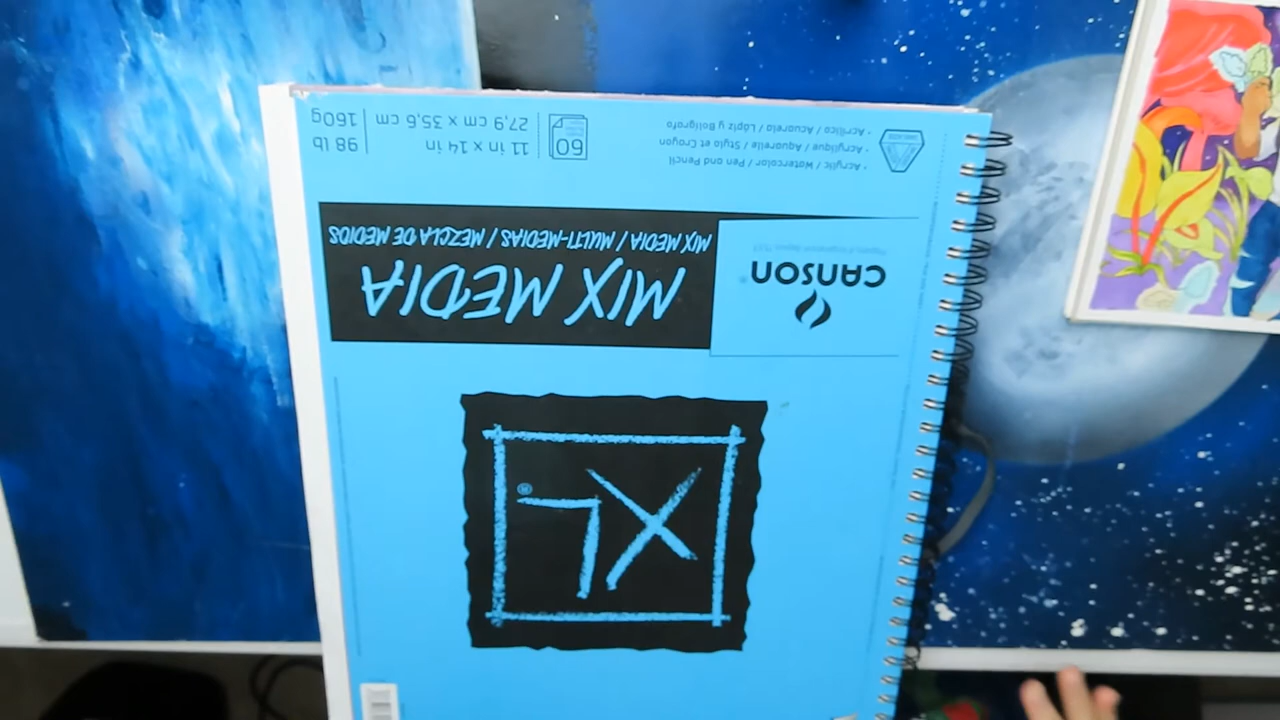 XL®
CANSON®
MIX MEDIA
MIX MEDIA / MULTI-MEDIAS / MEZCLA DE MEDIOS
• Acrylic / Watercolor / Pen and Pencil
• Acrylique / Aquarelle / Stylo et Crayon
• Acrílico / Acuarela / Lápiz y Bolígrafo
60
11 in x 14 in
27,9 cm x 35,6 cm
98 lb
160g